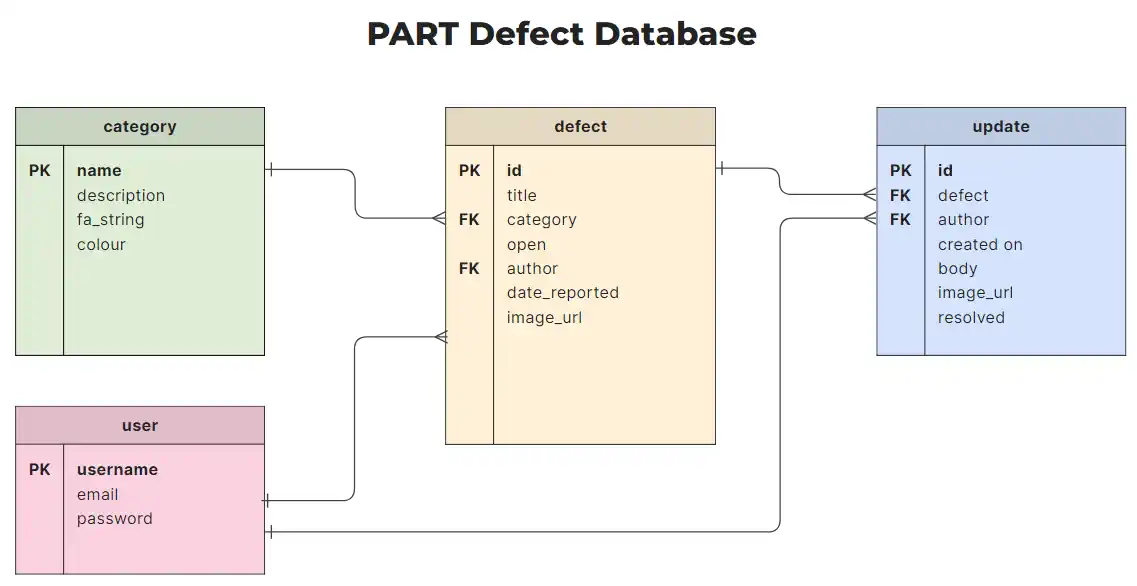 PART Defect Database
category
PK name
description
fa_string
colour
defect
PK id
title
FK category
open
FK author
date_reported
image_url
update
PK id
FK defect
FK author
created on
body
image_url
resolved
user
PK username
email
password